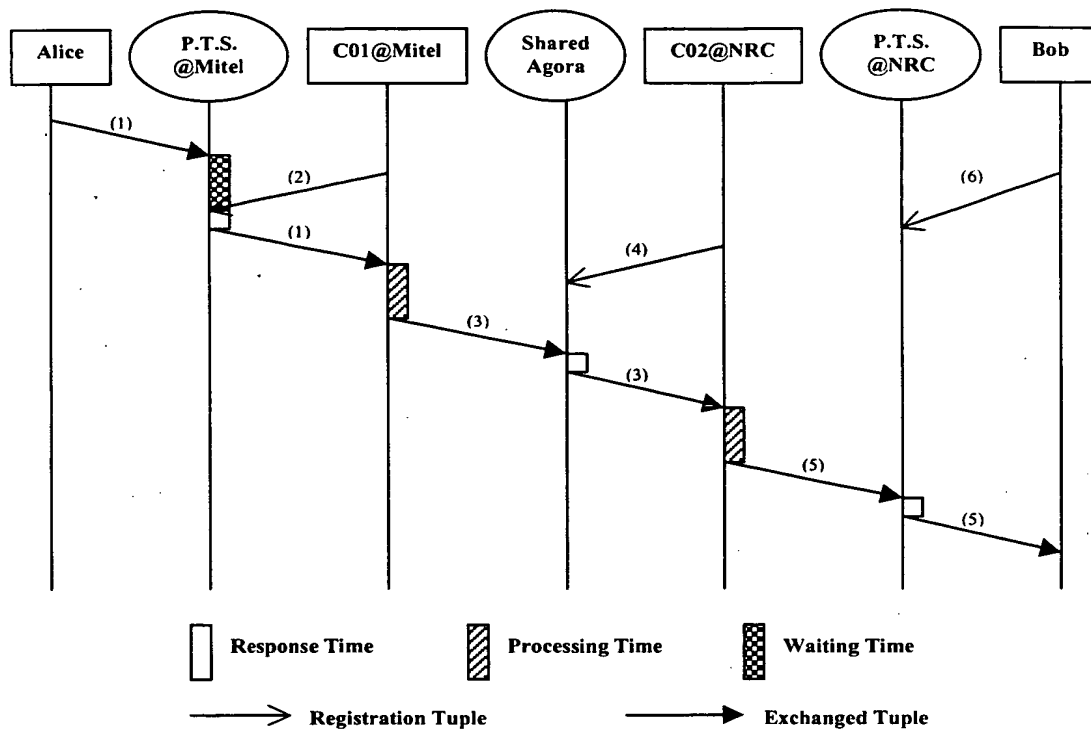 Alice
P.T.S.
@Mitel
C01@Mitel
Shared
Agora
C02@NRC
P.T.S.
@NRC
Bob
(1)
(2)
(6)
(1)
(4)
(3)
(3)
(5)
(5)
Response Time
Processing Time
Waiting Time
Registration Tuple
Exchanged Tuple